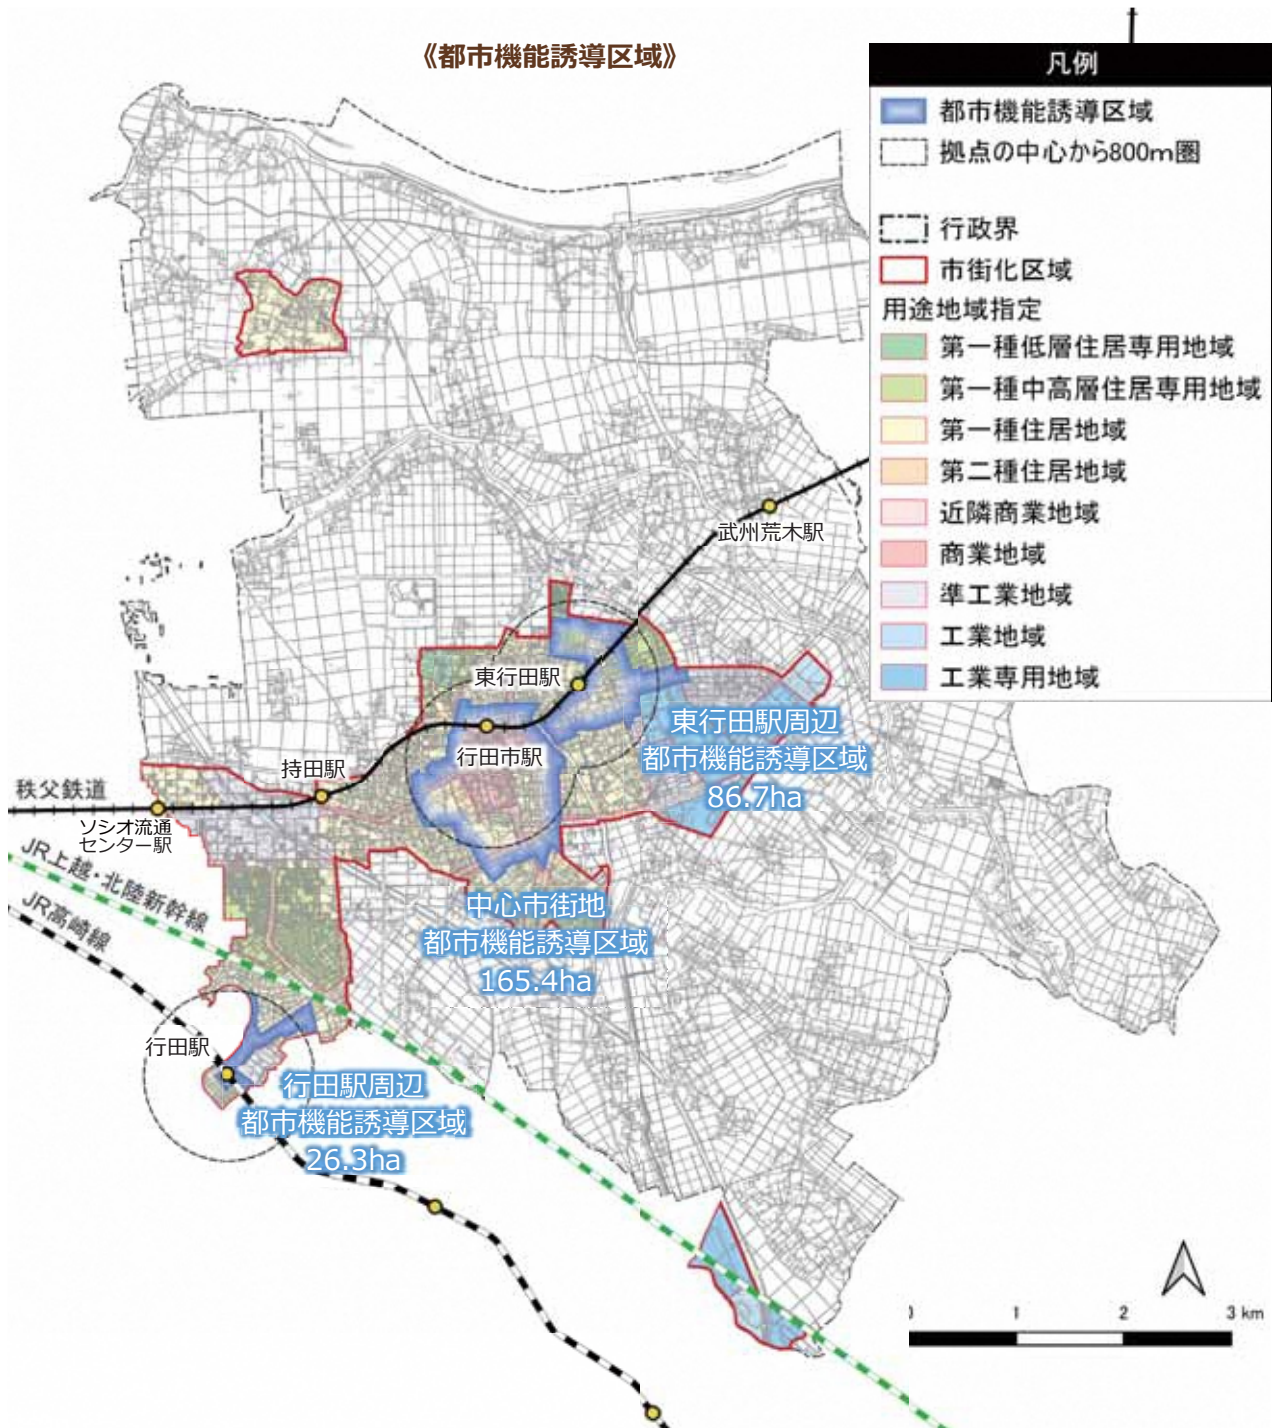 《都市機能誘導区域》
凡例
都市機能誘導区域
拠点の中心から800m圏
行政界
市街化区域
用途地域指定
第一種低層住居専用地域
第一種中高層住居専用地域
第一種住居地域
第二種住居地域
近隣商業地域
商業地域
準工業地域
工業地域
工業専用地域
武州荒木駅
東行田駅
東行田駅周辺
都市機能誘導区域
86.7ha
行田市駅
持田駅
秩父鉄道
ソシオ流通
センター駅
JR上越・北陸新幹線
JR高崎線
中心市街地
都市機能誘導区域
165.4ha
行田駅
行田駅周辺
都市機能誘導区域
26.3ha
1 2 3 km